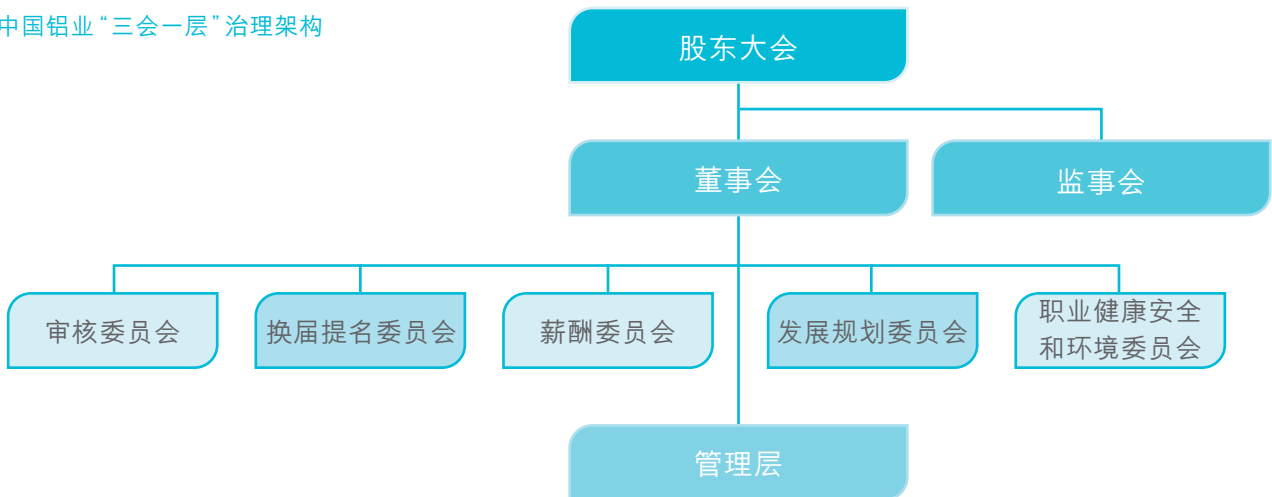 中国铝业“三会一层”治理架构
股东大会
董事会
监事会
审核委员会
换届提名委员会
薪酬委员会
发展规划委员会
职业健康安全
和环境委员会
管理层